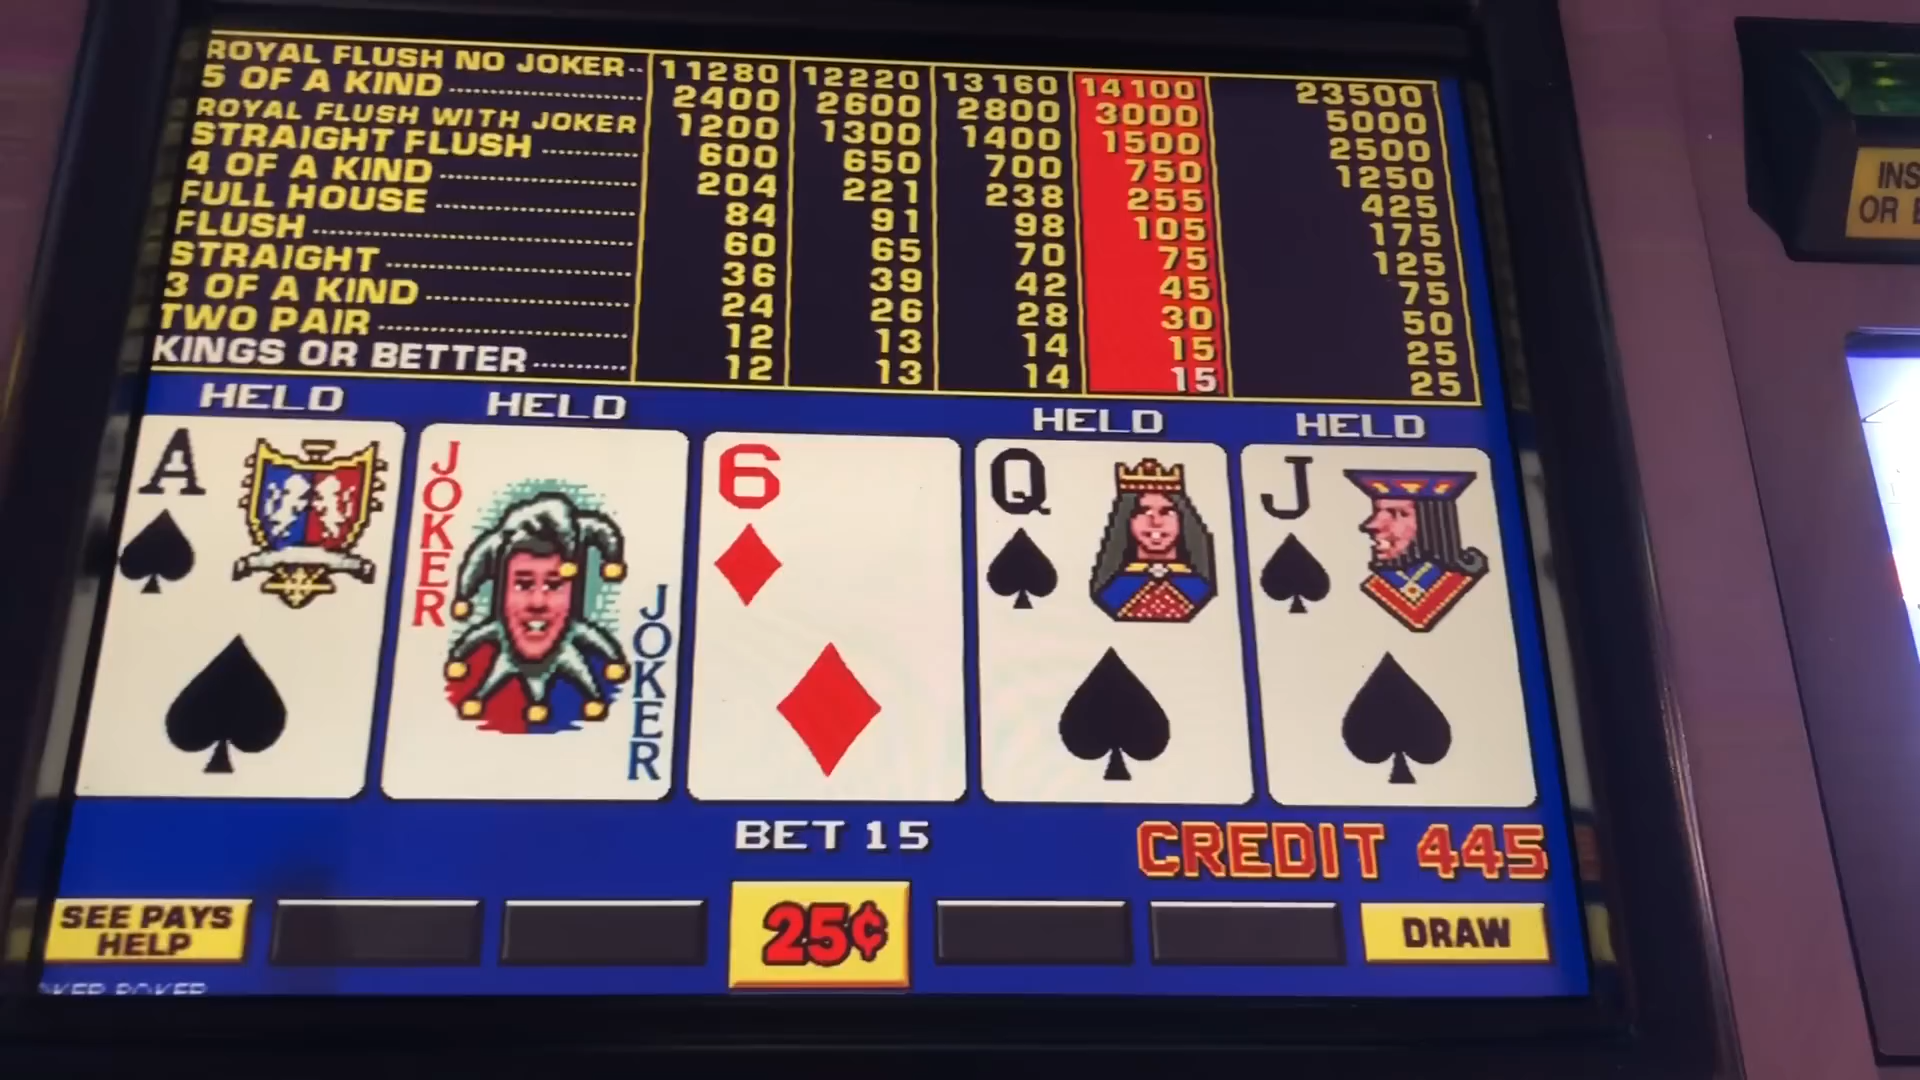 ROYAL FLUSH NO JOKER 11280 12220 13160 14100 23500
5 OF A KIND 2400 2600 2800 3000 5000
ROYAL FLUSH WITH JOKER 1200 1300 1400 1500 2500
STRAIGHT FLUSH 600 650 700 750 1250
4 OF A KIND 204 221 238 255 425
FULL HOUSE 84 91 98 105 175
FLUSH 60 65 70 75 125
STRAIGHT 36 39 42 45 75
3 OF A KIND 24 26 28 30 50
TWO PAIR 12 13 14 15 25
KINGS OR BETTER 12 13 14 15 25
HELD HELD HELD HELD
A JOKER JOKER 6 Q J
BET 15 CREDIT 445
SEE PAYS
HELP
25¢
DRAW
POKER
INS
OR